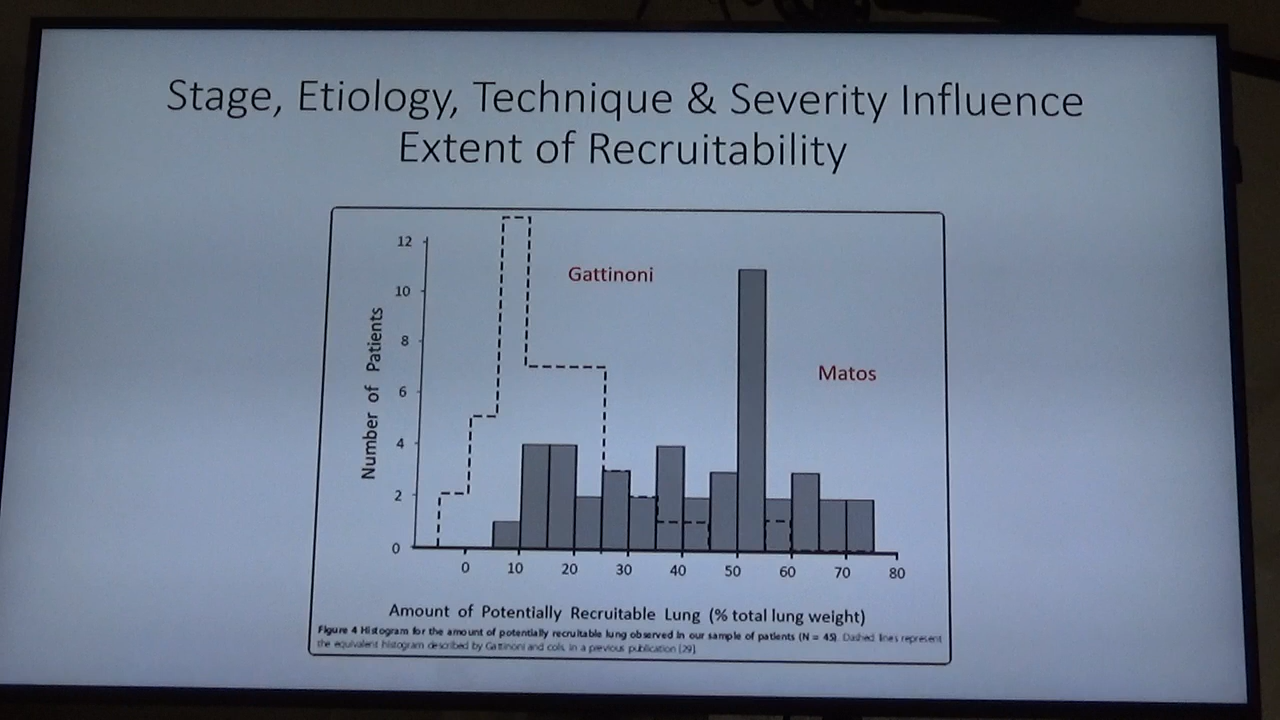 Stage, Etiology, Technique & Severity Influence
Extent of Recruitability
12
10
8
6
4
2
0
Number of Patients
Gattinoni
Matos
0 10 20 30 40 50 60 70 80
Amount of Potentially Recruitable Lung (% total lung weight)
Figure 4 Histogram for the amount of potentially recruitable lung observed in our sample of patients (N = 45). Dashed lines represent
the equivalent histogram described by Gattinoni and cols. in a previous publication [29].